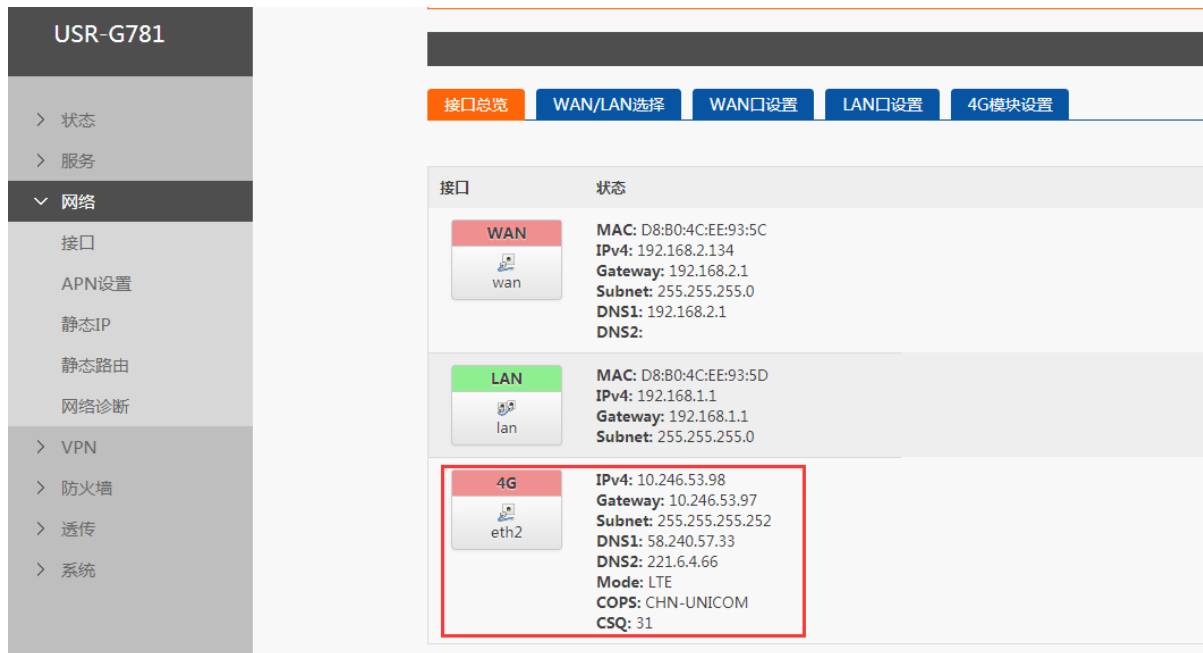 USR-G781
状态
服务
网络
接口
APN设置
静态IP
静态路由
网络诊断
VPN
防火墙
透传
系统
接口总览 WAN/LAN选择 WAN口设置 LAN口设置 4G模块设置
接口 状态
WAN
wan
MAC: D8:B0:4C:EE:93:5C
IPv4: 192.168.2.134
Gateway: 192.168.2.1
Subnet: 255.255.255.0
DNS1: 192.168.2.1
DNS2:
LAN
lan
MAC: D8:B0:4C:EE:93:5D
IPv4: 192.168.1.1
Gateway: 192.168.1.1
Subnet: 255.255.255.0
4G
eth2
IPv4: 10.246.53.98
Gateway: 10.246.53.97
Subnet: 255.255.255.252
DNS1: 58.240.57.33
DNS2: 221.6.4.66
Mode: LTE
COPS: CHN-UNICOM
CSQ: 31